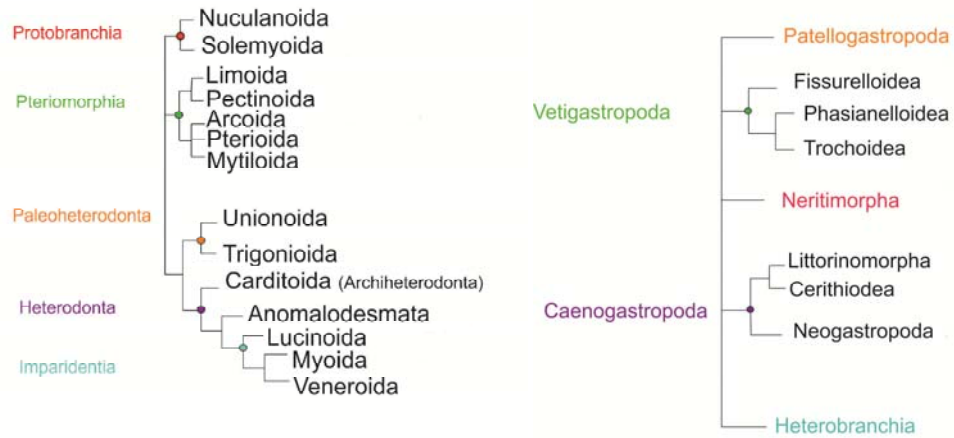 Protobranchia
Nuculanoida
Solemyoida
Pteriomorphia
Limoida
Pectinoida
Arcoida
Pterioida
Mytiloida
Paleoheterodonta
Unionoida
Trigonioida
Heterodonta
Carditoida (Archiheterodonta)
Anomalodesmata
Imparidentia
Lucinoida
Myoida
Veneroida
Patellogastropoda
Vetigastropoda
Fissurelloidea
Phasianelloidea
Trochoidea
Neritimorpha
Caenogastropoda
Littorinomorpha
Cerithiodea
Neogastropoda
Heterobranchia